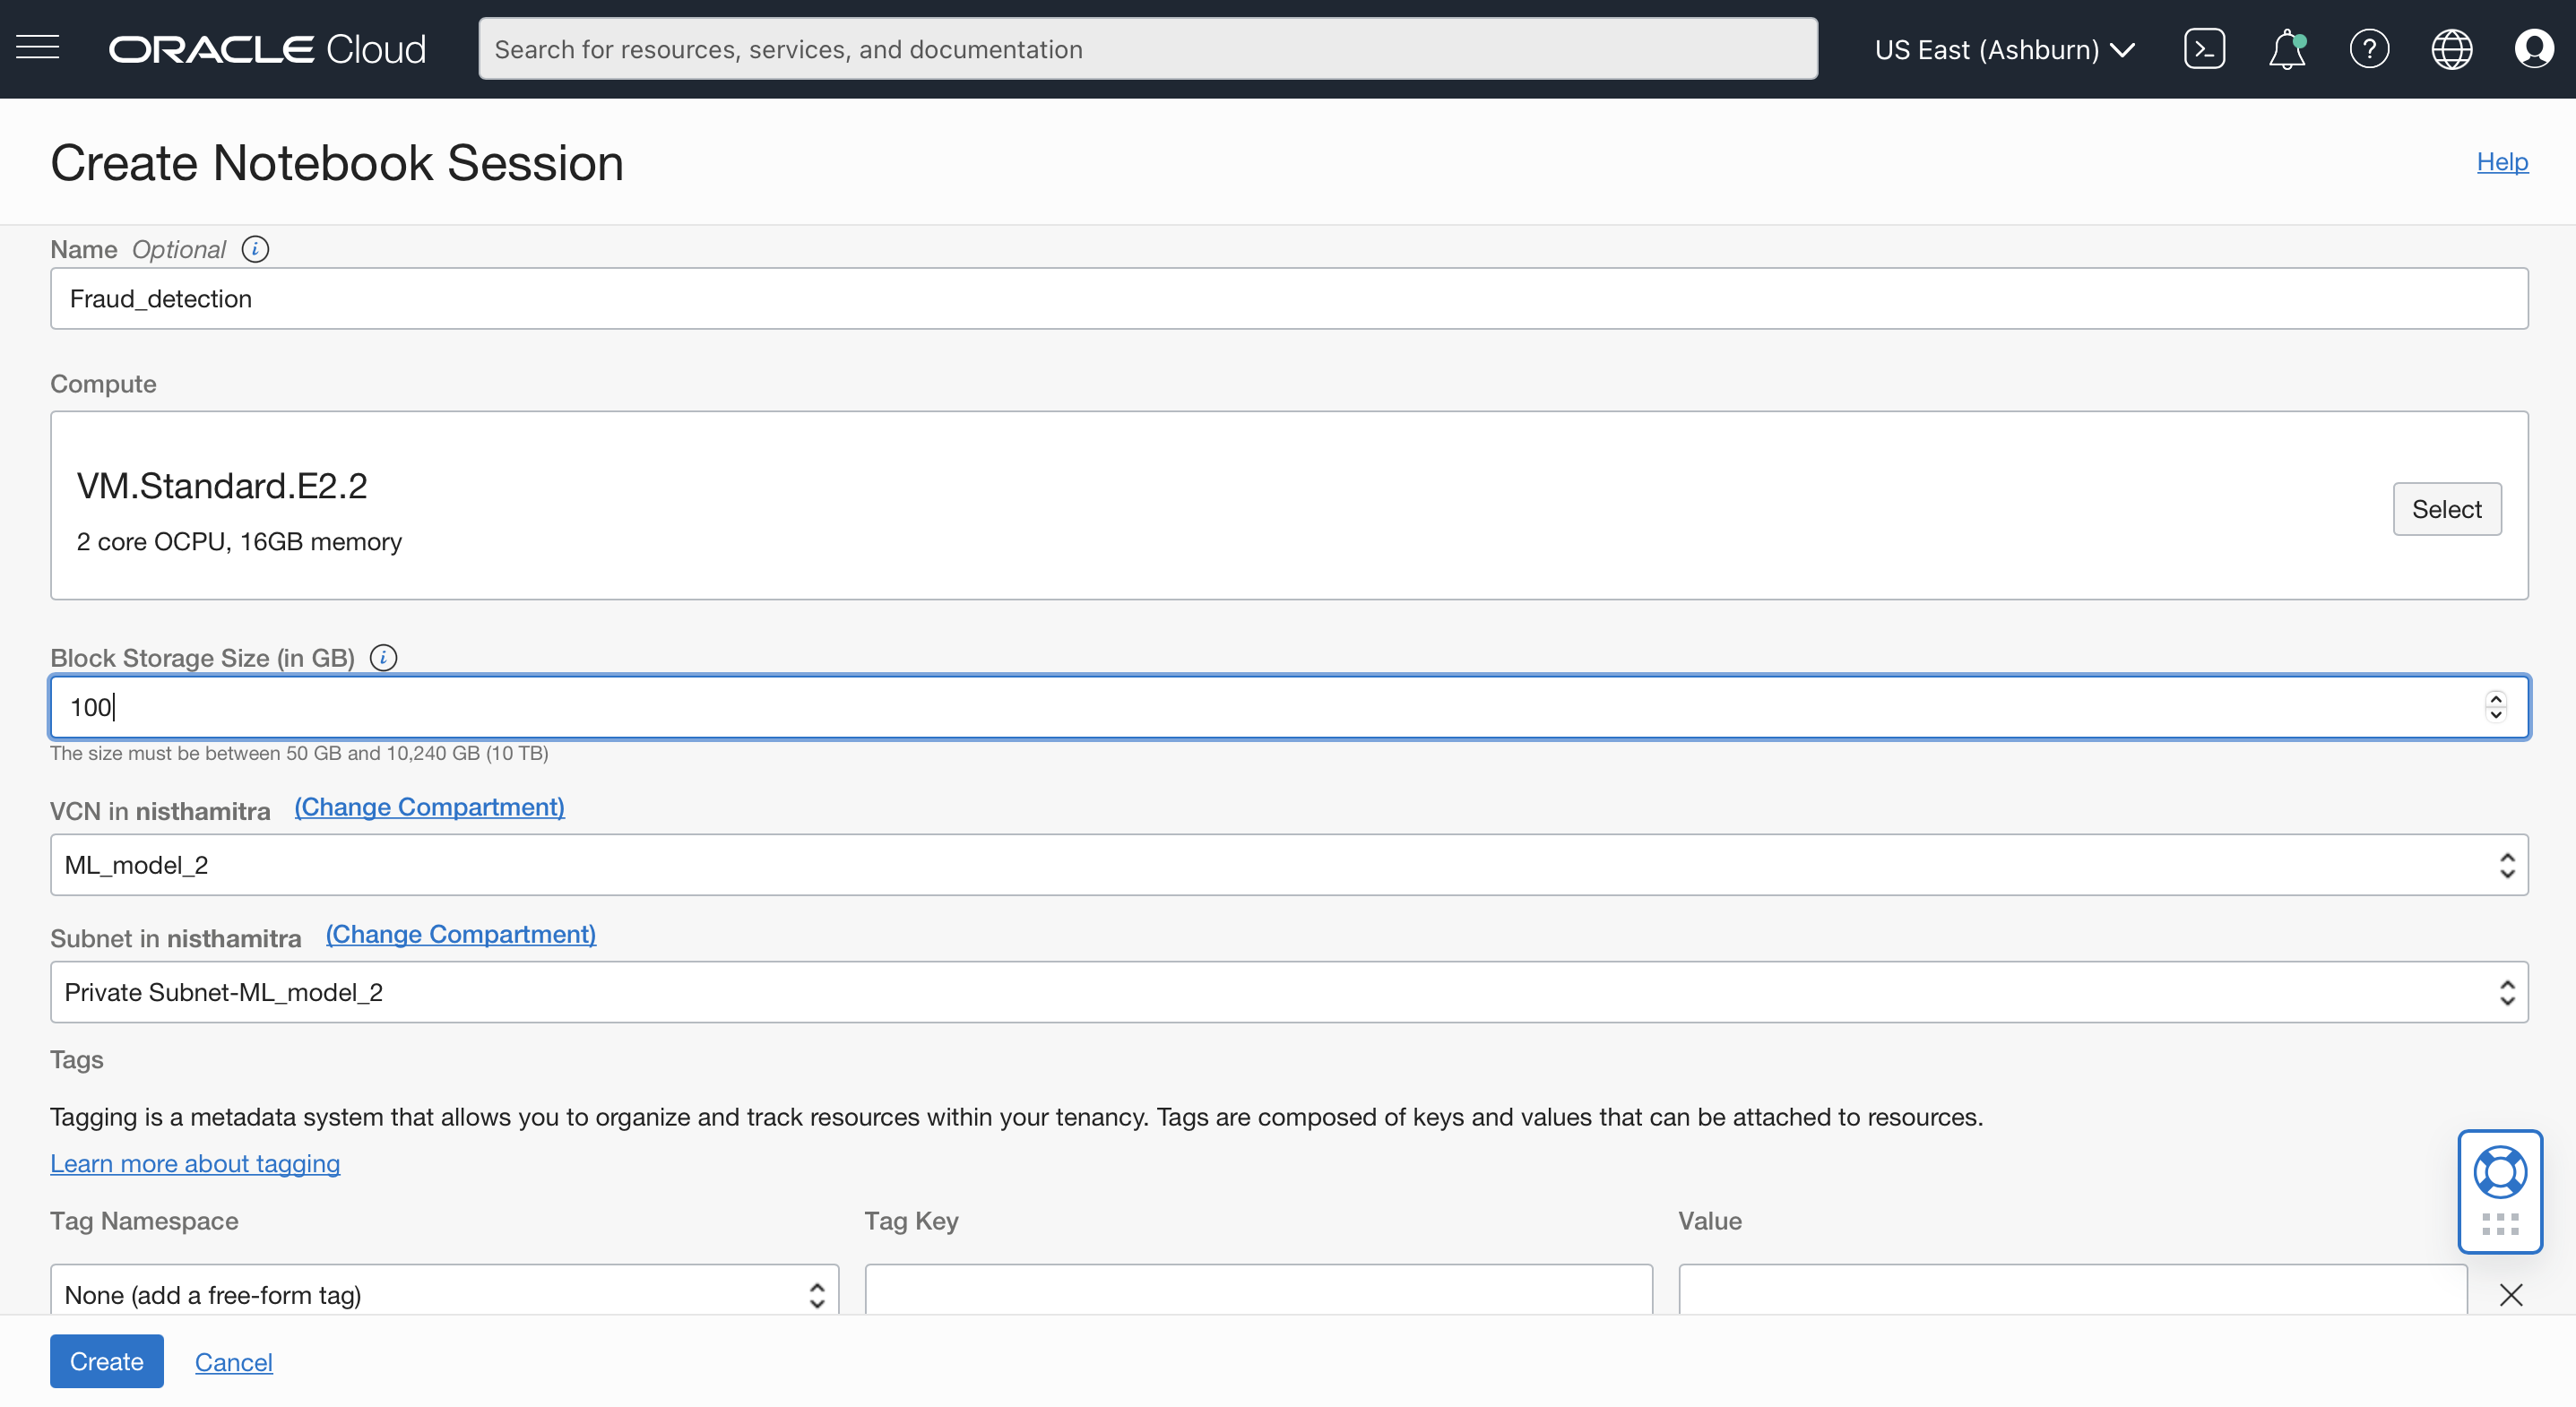 ORACLE Cloud
Search for resources, services, and documentation
US East (Ashburn)
Create Notebook Session
Help
Name Optional
Fraud_detection
Compute
VM.Standard.E2.2
2 core OCPU, 16GB memory
Select
Block Storage Size (in GB)
100
The size must be between 50 GB and 10,240 GB (10 TB)
VCN in nisthamitra (Change Compartment)
ML_model_2
Subnet in nisthamitra (Change Compartment)
Private Subnet-ML_model_2
Tags
Tagging is a metadata system that allows you to organize and track resources within your tenancy. Tags are composed of keys and values that can be attached to resources.
Learn more about tagging
Tag Namespace Tag Key Value
None (add a free-form tag)
Create Cancel